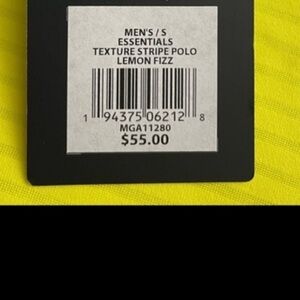 MEN'S / S
ESSENTIALS
TEXTURE STRIPE POLO
LEMON FIZZ
1 94375 06212 8
MGA11280
$55.00